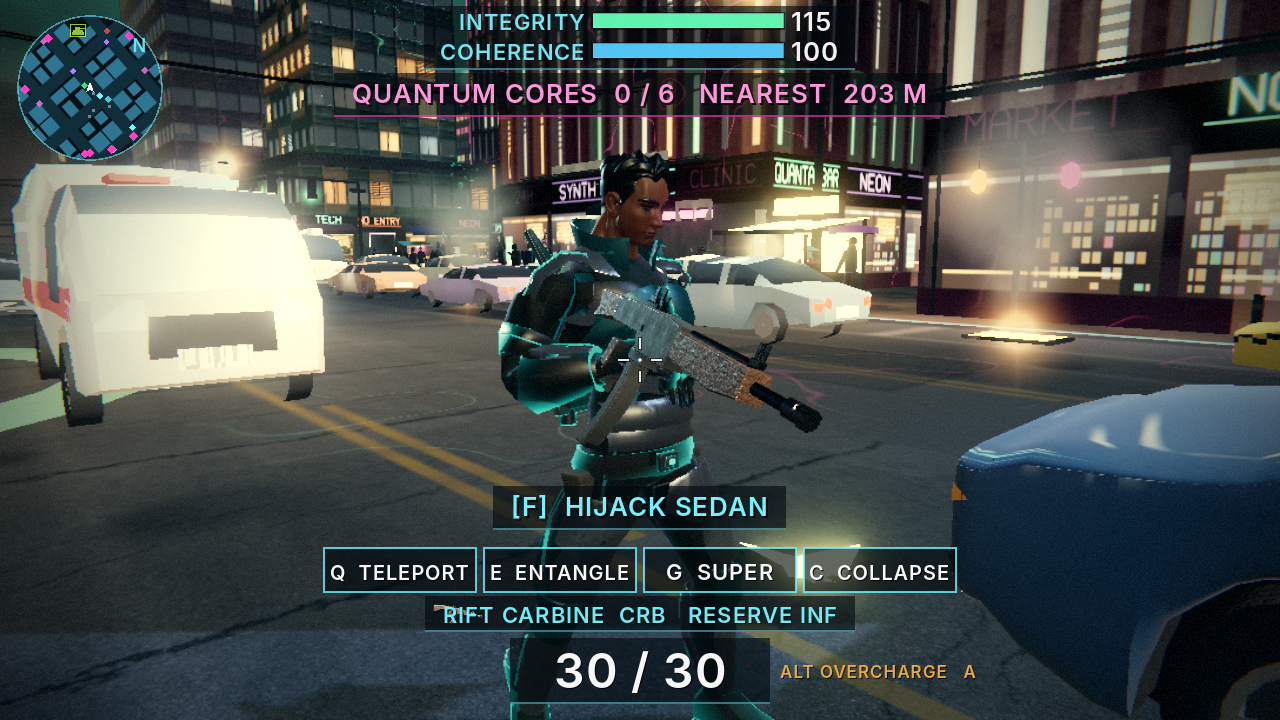 INTEGRITY 115
COHERENCE 100
QUANTUM CORES 0 / 6 NEAREST 203 M
N
MARKET
CLINIC
QUANTA BAR
NEON
SYNTH
TECH
NEON
[F] HIJACK SEDAN
Q TELEPORT
E ENTANGLE
G SUPER
C COLLAPSE
RIFT CARBINE CRB RESERVE INF
30 / 30
ALT OVERCHARGE A